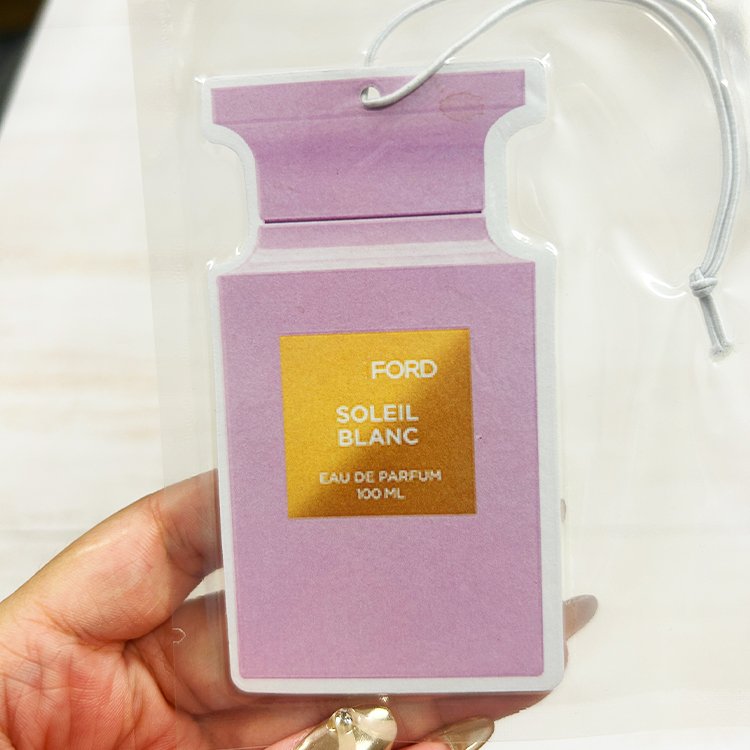 FORD
SOLEIL
BLANC
EAU DE PARFUM
100 ML